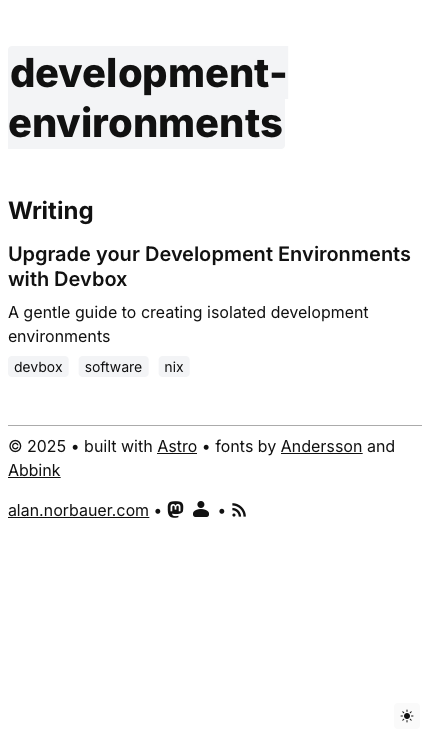 development-
environments
Writing
Upgrade your Development Environments
with Devbox
A gentle guide to creating isolated development
environments
devbox software nix
© 2025 • built with Astro • fonts by Andersson and
Abbink
alan.norbauer.com • •